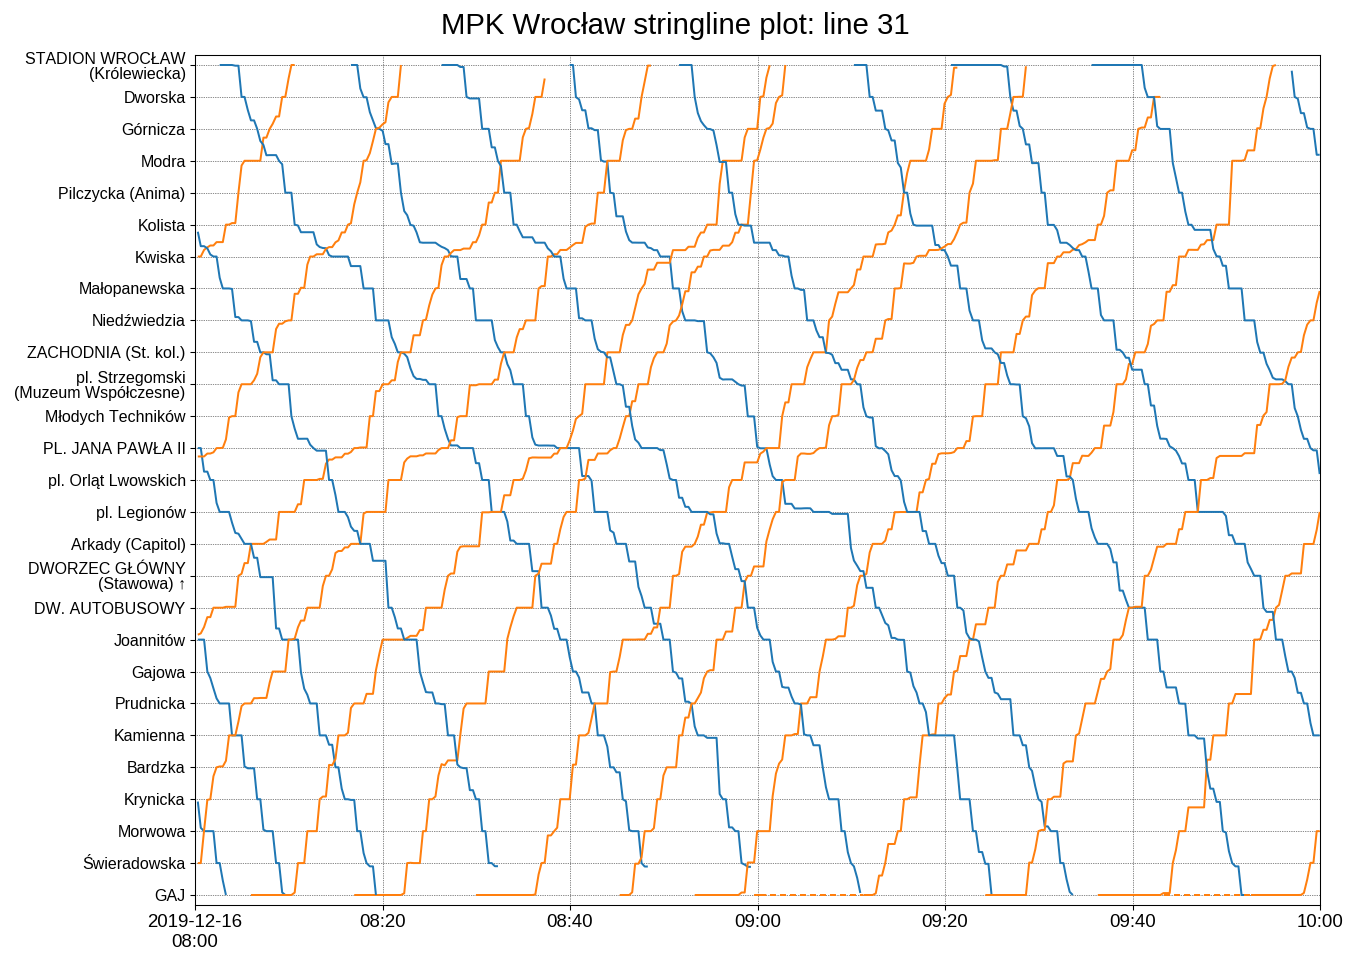 MPK Wrocław stringline plot: line 31
STADION WROCŁAW
(Królewiecka)
Dworska
Górnicza
Modra
Pilczycka (Anima)
Kolista
Kwiska
Małopanewska
Niedźwiedzia
ZACHODNIA (St. kol.)
pl. Strzegomski
(Muzeum Współczesne)
Młodych Techników
PL. JANA PAWŁA II
pl. Orląt Lwowskich
pl. Legionów
Arkady (Capitol)
DWORZEC GŁÓWNY
(Stawowa) ↑
DW. AUTOBUSOWY
Joannitów
Gajowa
Prudnicka
Kamienna
Bardzka
Krynicka
Morwowa
Świeradowska
GAJ
2019-12-16
08:00
08:20
08:40
09:00
09:20
09:40
10:00